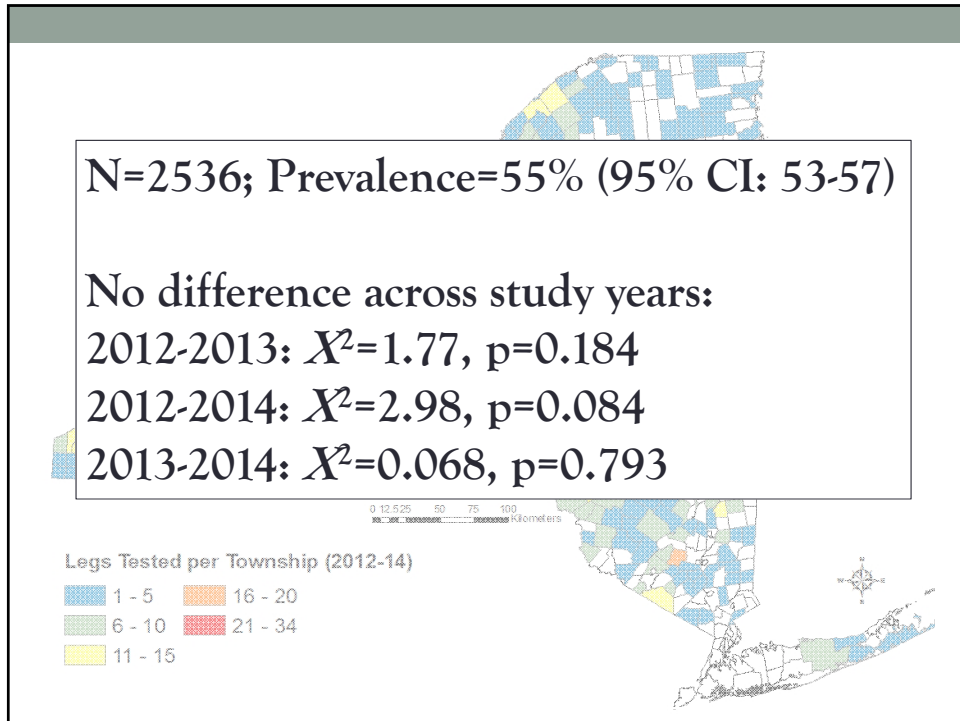 N=2536; Prevalence=55% (95% CI: 53-57)
No difference across study years:
2012-2013: X²=1.77, p=0.184
2012-2014: X²=2.98, p=0.084
2013-2014: X²=0.068, p=0.793
0 12.525 50 75 100
Kilometers
Legs Tested per Township (2012-14)
1 - 5 16 - 20
6 - 10 21 - 34
11 - 15
N
W E
S